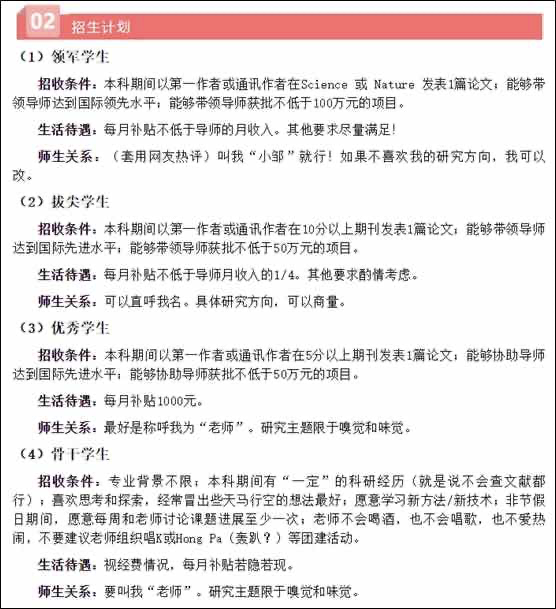 02 招生计划
（1）领军学生
招收条件：本科期间以第一作者或通讯作者在Science 或 Nature 发表1篇论文；能够带
领导师达到国际领先水平；能够带领导师获批不低于100万元的项目。
生活待遇：每月补贴不低于导师的月收入。其他要求尽量满足！
师生关系：（套用网友热评）叫我“小邹”就行！如果不喜欢我的研究方向，我可以
改。
（2）拔尖学生
招收条件：本科期间以第一作者或通讯作者在10分以上期刊发表1篇论文；能够带领导师
达到国际先进水平；能够带领导师获批不低于50万元的项目。
生活待遇：每月补贴不低于导师月收入的1/4。其他要求酌情考虑。
师生关系：可以直呼我名。具体研究方向，可以商量。
（3）优秀学生
招收条件：本科期间以第一作者或通讯作者在5分以上期刊发表1篇论文；能够协助导师
达到国际先进水平；能够协助导师获批不低于50万元的项目。
生活待遇：每月补贴1000元。
师生关系：最好是称呼我为“老师”。研究主题限于嗅觉和味觉。
（4）骨干学生
招收条件：专业背景不限；本科期间有“一定”的科研经历（就是说不会查文献都
行）；喜欢思考和探索，经常冒出些天马行空的想法最好；愿意学习新方法/新技术；非节假
日期间，愿意每周和老师讨论课题进展至少一次；老师不会喝酒，也不会唱歌，也不爱热
闹，不要建议老师组织唱K或Hong Pa（轰趴？）等团建活动。
生活待遇：视经费情况，每月补贴若隐若现。
师生关系：要叫我“老师”。研究主题限于嗅觉和味觉。